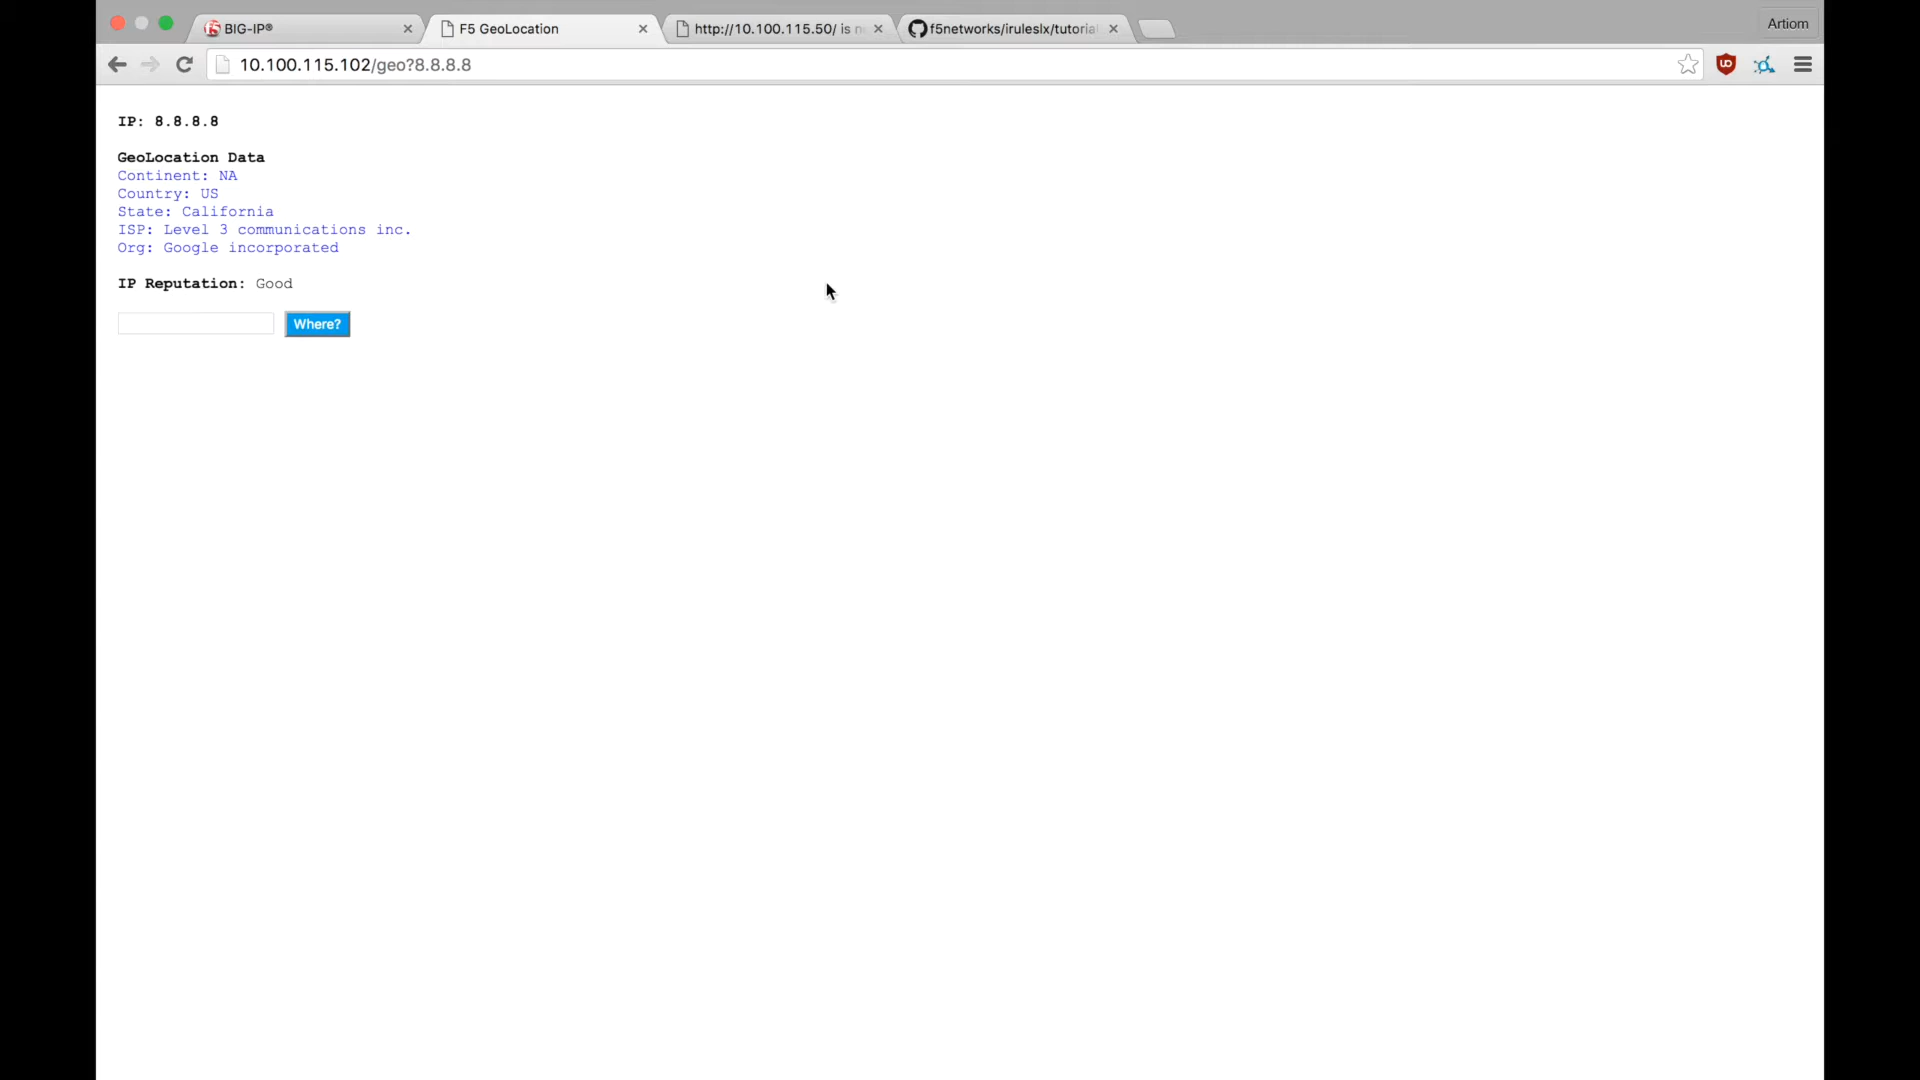 BIG-IP®
F5 GeoLocation
http://10.100.115.50/ is n
f5networks/iruleslx/tutoria
Artiom
10.100.115.102/geo?8.8.8.8
IP: 8.8.8.8
GeoLocation Data
Continent: NA
Country: US
State: California
ISP: Level 3 communications inc.
Org: Google incorporated
IP Reputation: Good
Where?